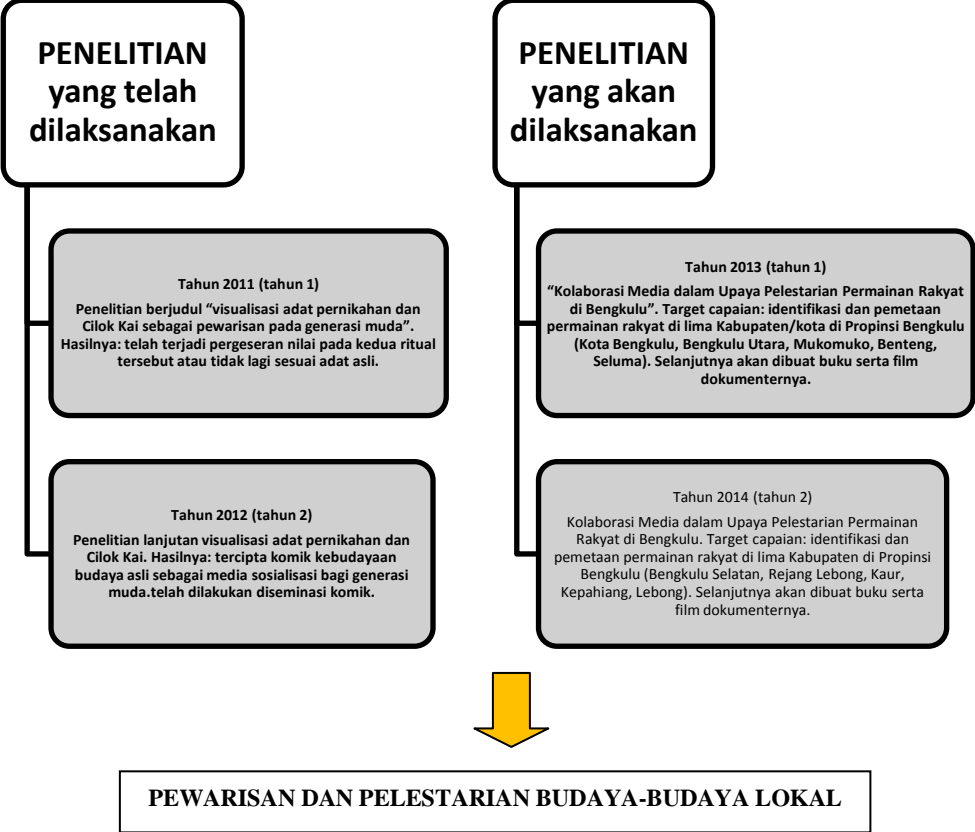 PENELITIAN
yang telah
dilaksanakan
Tahun 2011 (tahun 1)
Penelitian berjudul “visualisasi adat pernikahan dan
Cilok Kai sebagai pewarisan pada generasi muda”.
Hasilnya: telah terjadi pergeseran nilai pada kedua ritual
tersebut atau tidak lagi sesuai adat asli.
Tahun 2012 (tahun 2)
Penelitian lanjutan visualisasi adat pernikahan dan
Cilok Kai. Hasilnya: tercipta komik kebudayaan
budaya asli sebagai media sosialisasi bagi generasi
muda.telah dilakukan diseminasi komik.
PENELITIAN
yang akan
dilaksanakan
Tahun 2013 (tahun 1)
“Kolaborasi Media dalam Upaya Pelestarian Permainan Rakyat
di Bengkulu”. Target capaian: identifikasi dan pemetaan
permainan rakyat di lima Kabupaten/kota di Propinsi Bengkulu
(Kota Bengkulu, Bengkulu Utara, Mukomuko, Benteng,
Seluma). Selanjutnya akan dibuat buku serta film
dokumenternya.
Tahun 2014 (tahun 2)
Kolaborasi Media dalam Upaya Pelestarian Permainan
Rakyat di Bengkulu. Target capaian: identifikasi dan
pemetaan permainan rakyat di lima Kabupaten di Propinsi
Bengkulu (Bengkulu Selatan, Rejang Lebong, Kaur,
Kepahiang, Lebong). Selanjutnya akan dibuat buku serta
film dokumenternya.
PEWARISAN DAN PELESTARIAN BUDAYA-BUDAYA LOKAL